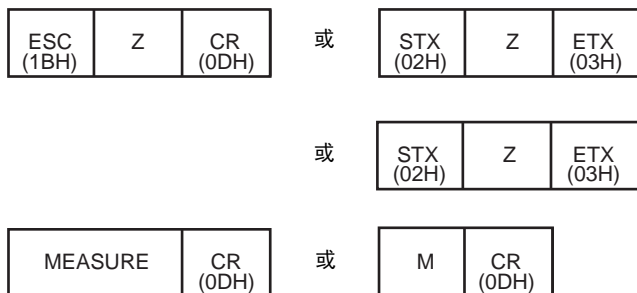 ESC Z CR 或 STX Z ETX
(1BH) (0DH) (02H) (03H)
或 STX Z ETX
(02H) (03H)
MEASURE CR 或 M CR
(0DH) (0DH)